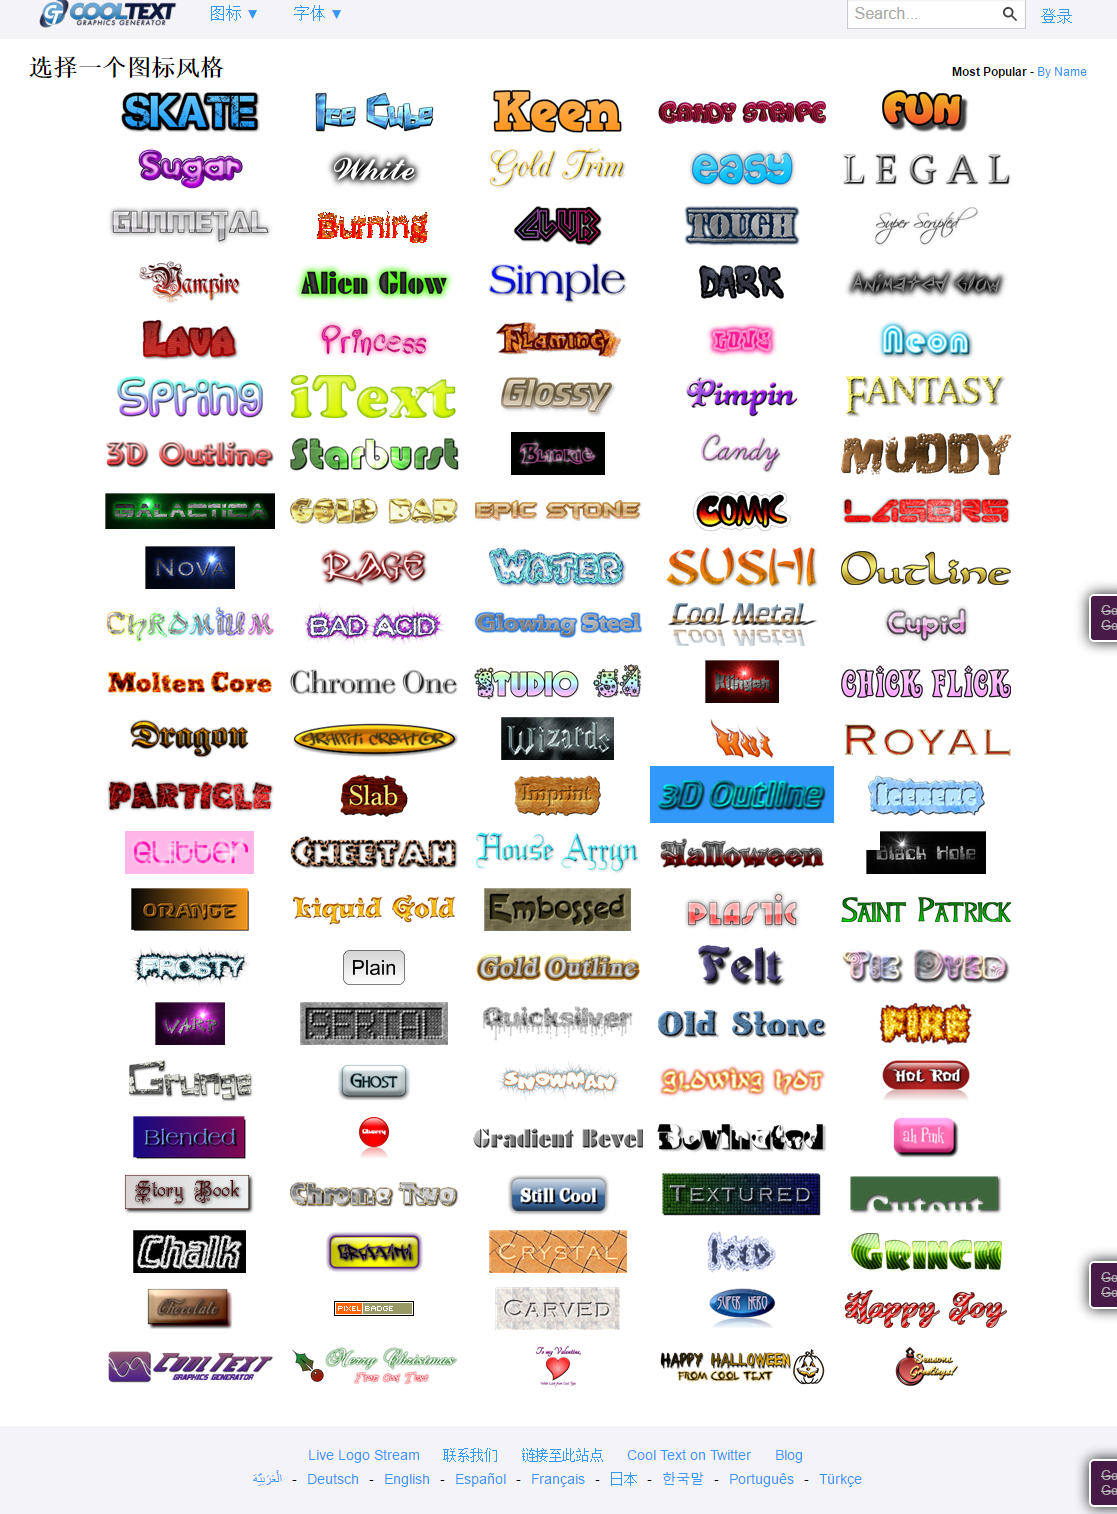 COOLTEXT 图标 ▼ 字体 ▼ Search... 登录
GRAPHICS GENERATOR
选择一个图标风格
Most Popular - By Name
SKATE Ice Cube Keen CANDY STRIPE FUN
Sugar White Gold Trim easy LEGAL
GUNMETAL Burning CLUB TOUGH Super Scripted
Vampire Alien Glow Simple DARK Animated Glow
LAVA Princess Flaming LOVE Neon
Spring iText Glossy Pimpin FANTASY
3D Outline Starburst Blinkie Candy MUDDY
GALACTICA GOLD BAR EPIC STONE COMIC LASERS
NOVA RAGE WATER SUSHI Outline
CHROMIUM BAD ACID Glowing Steel Cool Metal Cupid
Molten Core Chrome One STUDIO 54 Klingon CHICK FLICK
Dragon GRAFFITI CREATOR Wizards Hot ROYAL
PARTICLE Slab Imprint 3D Outline ICEBERG
GLITTER CHEETAH House Arryn Halloween Black Hole
ORANGE Liquid Gold Embossed PLASTIC SAINT PATRICK
FROSTY Plain Gold Outline Felt TIE DYED
WARP SERIAL Quicksilver Old Stone FIRE
Grunge GHOST SNOWMAN GLOWING HOT HOT ROD
Blended Cherry Gradient Bevel Bovinated ah Pink
Story Book Chrome Two Still Cool TEXTURED Cutout
Chalk GRAFFITI CRYSTAL KID GRINCH
Chocolate PIXEL BADGE CARVED SUPER HERO Happy Joy
COOLTEXT Merry Christmas To my Valentine, HAPPY HALLOWEEN Seasons
GRAPHICS GENERATOR From Cool Text FROM COOL TEXT Greetings!
Live Logo Stream 联系我们 链接至此站点 Cool Text on Twitter Blog
الْعَرَبيّة - Deutsch - English - Español - Français - 日本 - 한국말 - Português - Türkçe
Go
Go
Go
Go
Go
Go